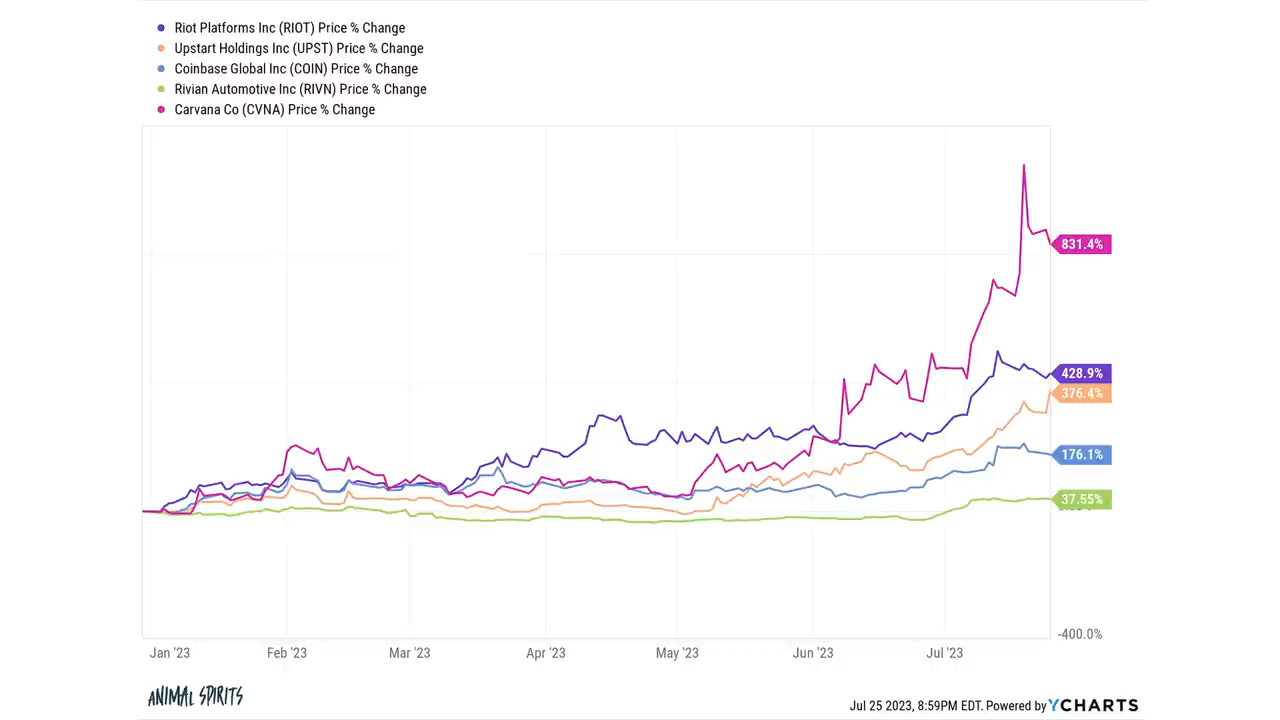 Riot Platforms Inc (RIOT) Price % Change
Upstart Holdings Inc (UPST) Price % Change
Coinbase Global Inc (COIN) Price % Change
Rivian Automotive Inc (RIVN) Price % Change
Carvana Co (CVNA) Price % Change
831.4%
428.9%
376.4%
176.1%
37.55%
-400.0%
Jan '23 Feb '23 Mar '23 Apr '23 May '23 Jun '23 Jul '23
ANIMAL SPIRITS
Jul 25 2023, 8:59PM EDT. Powered by YCHARTS